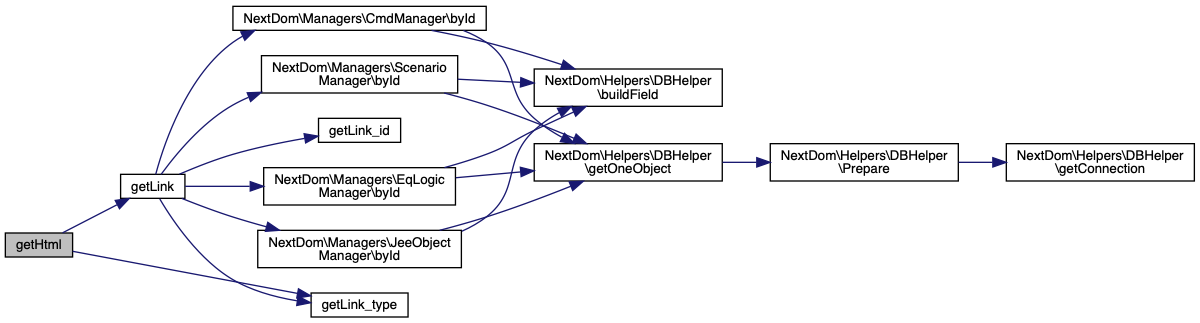 NextDom\Managers\CmdManager\byId
NextDom\Managers\Scenario
Manager\byId
NextDom\Helpers\DBHelper
\buildField
getLink_id
NextDom\Helpers\DBHelper
\getOneObject
NextDom\Helpers\DBHelper
\Prepare
NextDom\Helpers\DBHelper
\getConnection
getLink
NextDom\Managers\EqLogic
Manager\byId
getHtml
NextDom\Managers\JeeObject
Manager\byId
getLink_type